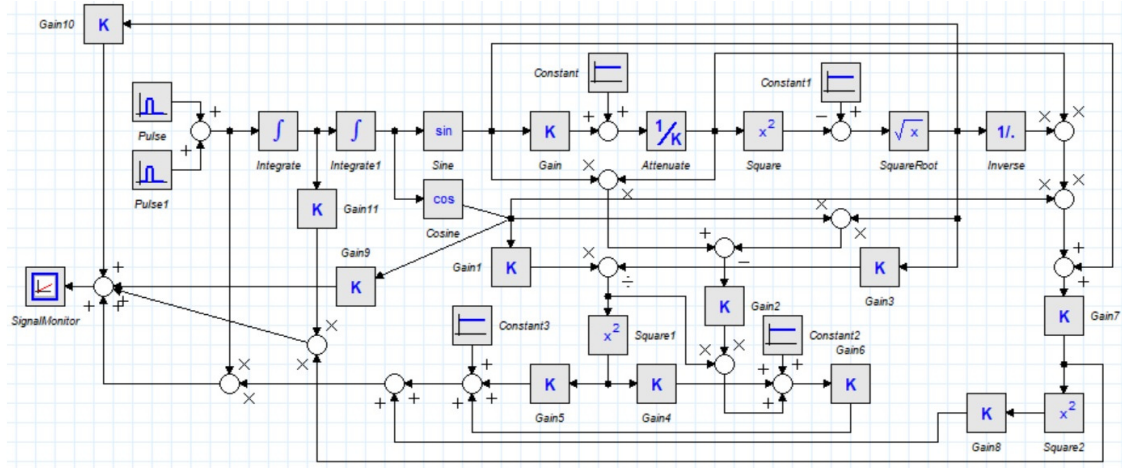 Gain10
K
Constant
Constant1
Pulse
Pulse1
∫
Integrate
∫
Integrate1
sin
Sine
K
Gain
1/K
Attenuate
x²
Square
√x
SquareRoot
1/.
Inverse
K
Gain11
cos
Cosine
Gain9
K
Gain1
K
K
Gain3
K
Gain2
K
Gain7
SignalMonitor
Constant3
x²
Square1
Constant2
Gain6
K
K
Gain5
K
Gain4
K
Gain8
x²
Square2